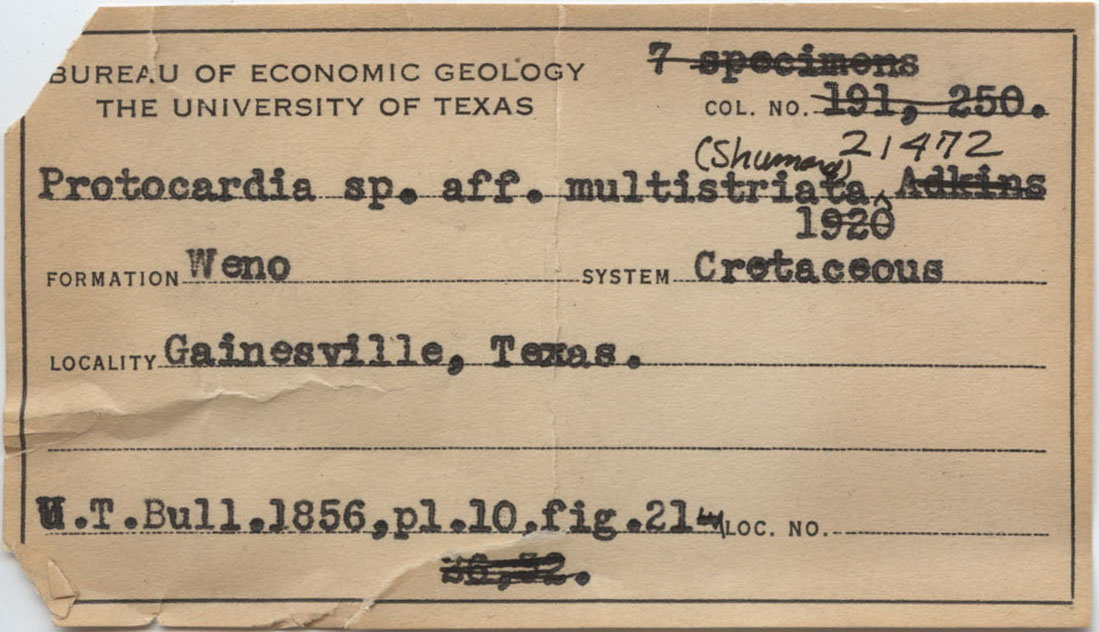 BUREAU OF ECONOMIC GEOLOGY
THE UNIVERSITY OF TEXAS
7 specimens
COL. NO. 191, 250.
21472
(Shumard)
Protocardia sp. aff. multistriata, Adkins
1920
FORMATION Weno SYSTEM Cretaceous
LOCALITY Gainesville, Texas.
U.T.Bull.1856,pl.10,fig.21 LOC. NO.